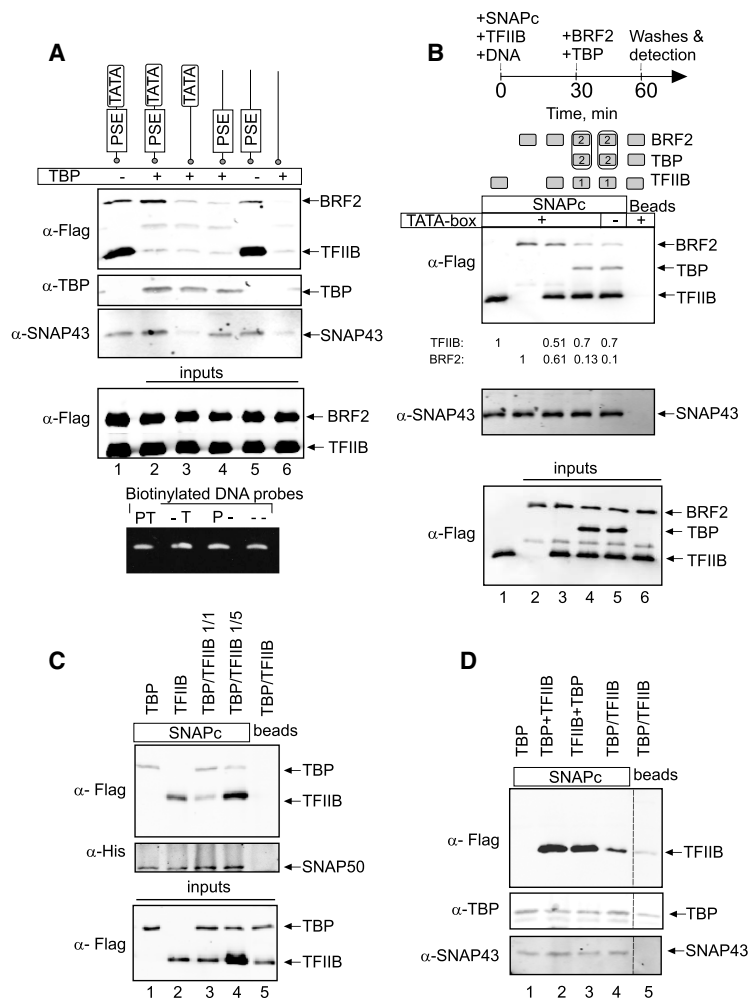 A
TATA TATA TATA
PSE PSE PSE PSE
TBP - + + + - +
α-Flag
BRF2
TFIIB
α-TBP
TBP
α-SNAP43
SNAP43
inputs
α-Flag
BRF2
TFIIB
1 2 3 4 5 6
Biotinylated DNA probes
PT - T P - - -
B
+SNAPc +BRF2 Washes &
+TFIIB +TBP detection
+DNA
0 30 60
Time, min
2 2 BRF2
2 2 TBP
1 1 TFIIB
SNAPc Beads
TATA-box + - +
α-Flag
BRF2
TBP
TFIIB
TFIIB: 1 0.51 0.7 0.7
BRF2: 1 0.61 0.13 0.1
α-SNAP43
SNAP43
inputs
α-Flag
BRF2
TBP
TFIIB
1 2 3 4 5 6
C
TBP
TFIIB
TBP/TFIIB 1/1
TBP/TFIIB 1/5
TBP/TFIIB
SNAPc beads
α- Flag
TBP
TFIIB
α-His
SNAP50
inputs
α- Flag
TBP
TFIIB
1 2 3 4 5
D
TBP
TBP+TFIIB
TFIIB+TBP
TBP/TFIIB
TBP/TFIIB
SNAPc beads
α- Flag
TFIIB
α-TBP
TBP
α-SNAP43
SNAP43
1 2 3 4 5